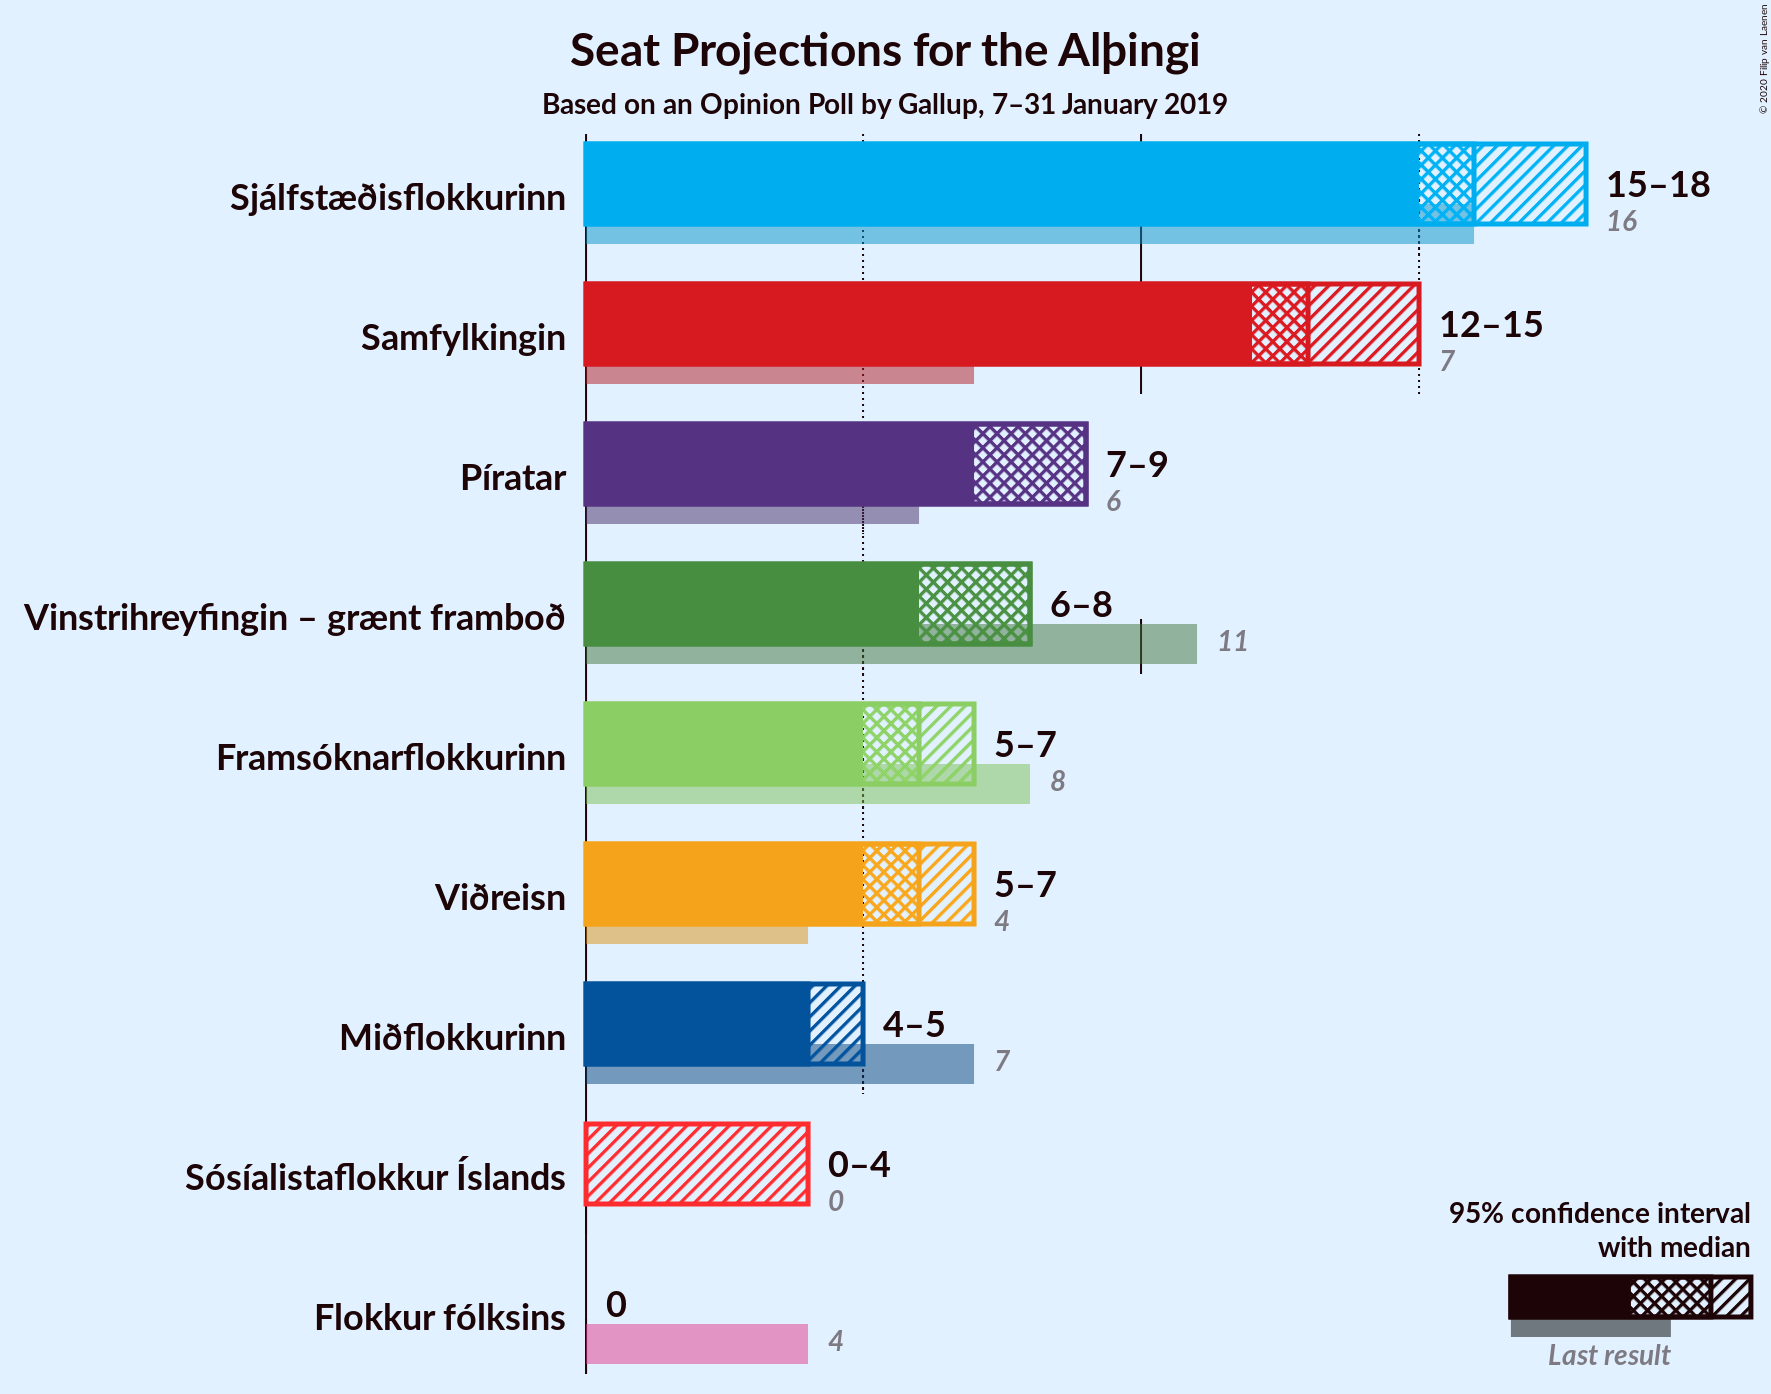 Seat Projections for the Alþingi
Based on an Opinion Poll by Gallup, 7–31 January 2019
© 2020 Filip van Laenen
Sjálfstæðisflokkurinn
15–18
16
Samfylkingin
12–15
7
Píratar
7–9
6
Vinstrihreyfingin – grænt framboð
6–8
11
Framsóknarflokkurinn
5–7
8
Viðreisn
5–7
4
Miðflokkurinn
4–5
7
Sósíalistaflokkur Íslands
0–4
0
Flokkur fólksins
0
4
95% confidence interval
with median
Last result